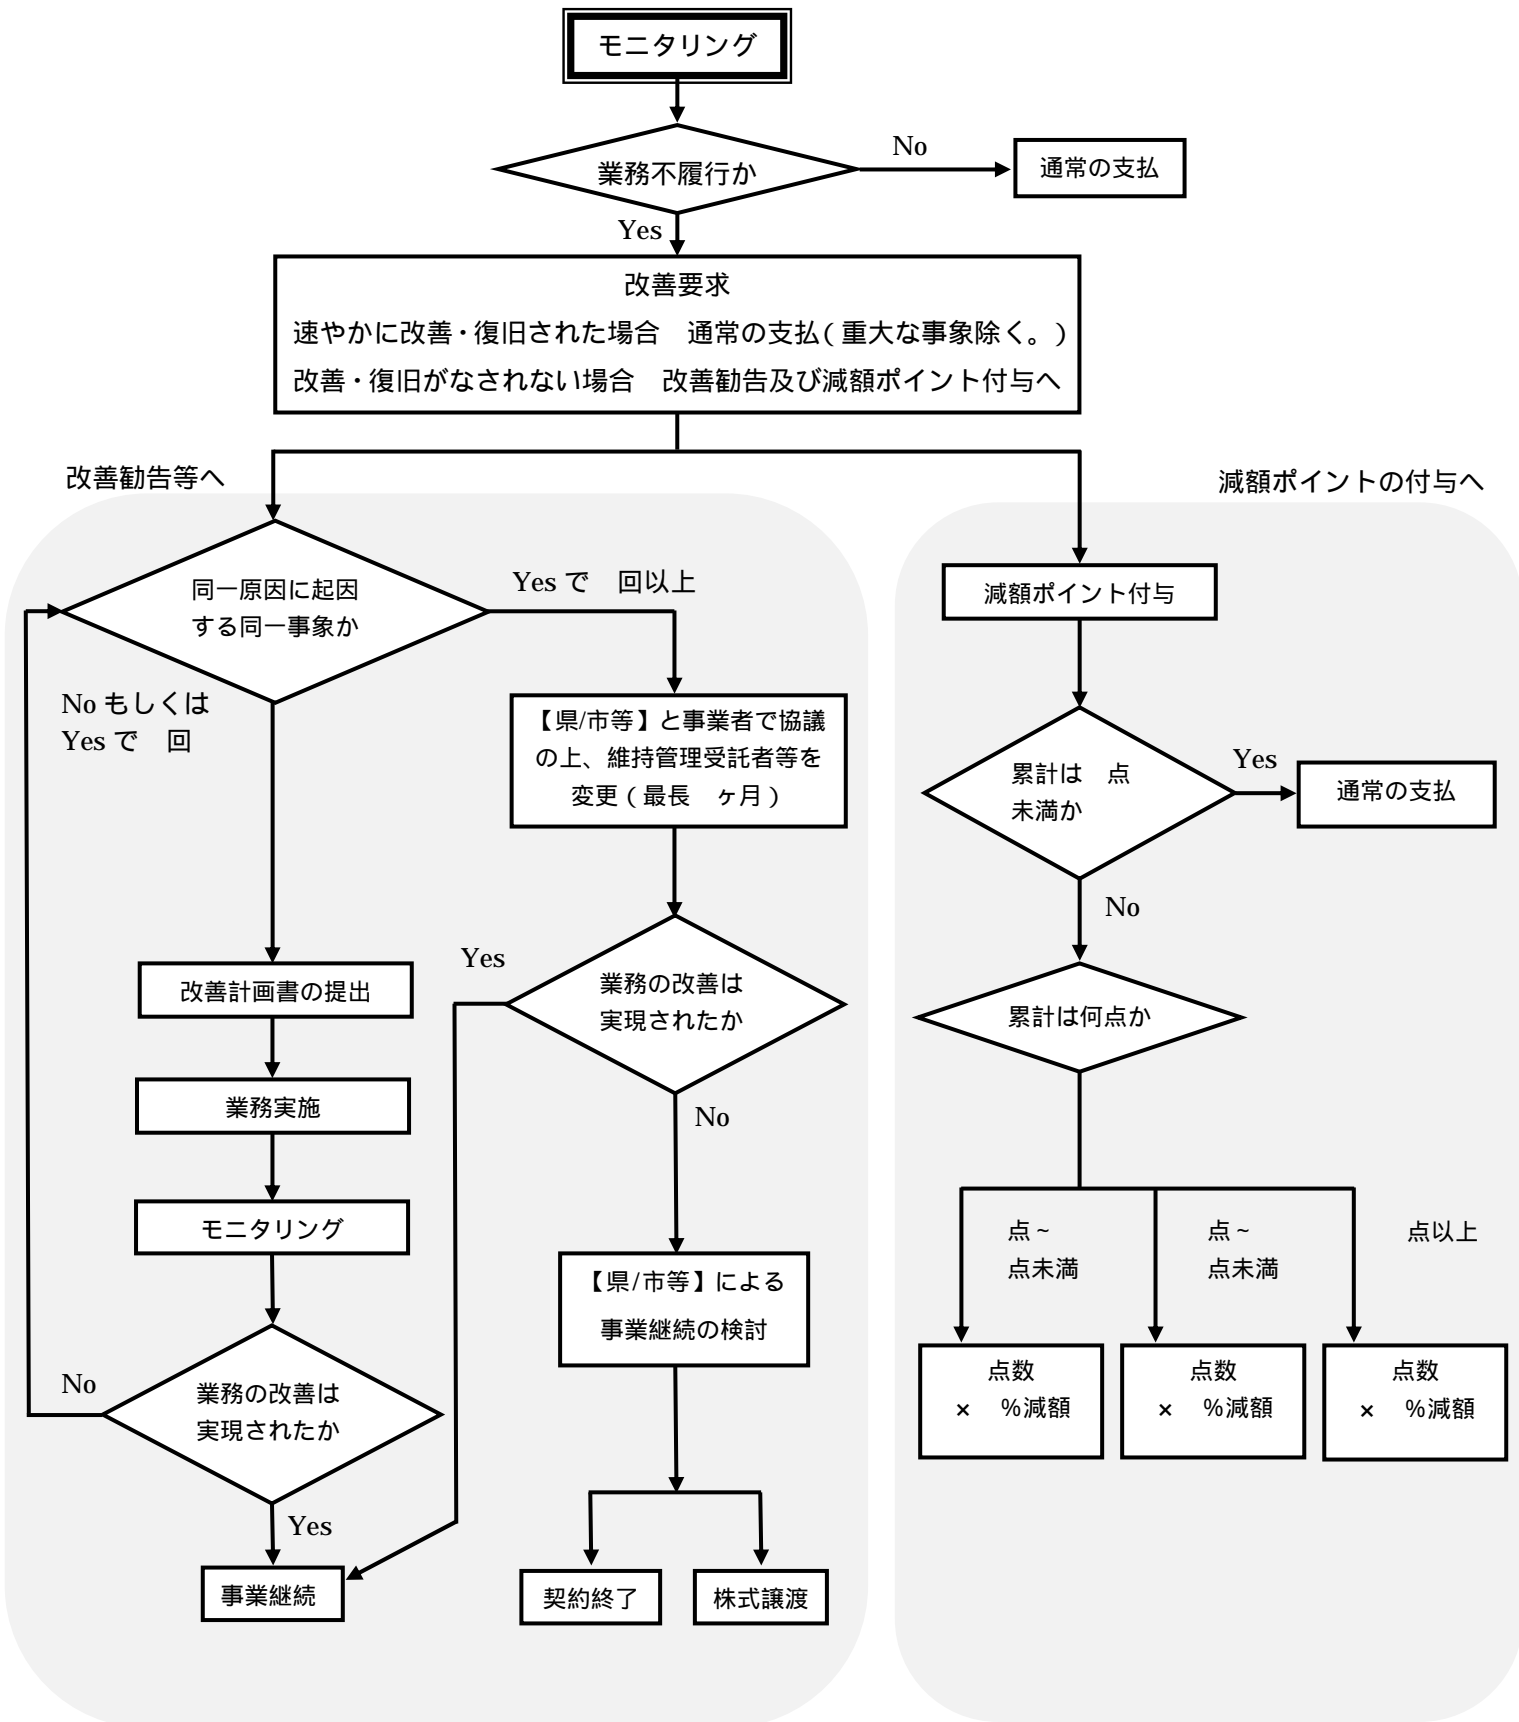 モニタリング
業務不履行か
No
通常の支払
Yes
改善要求
速やかに改善・復旧された場合　通常の支払(重大な事象除く。)
改善・復旧がなされない場合　改善勧告及び減額ポイント付与へ
改善勧告等へ
同一原因に起因
する同一事象か
Yes で　回以上
No もしくは
Yes で　回
【県/市等】と事業者で協議
の上、維持管理受託者等を
変更(最長　ヶ月)
改善計画書の提出
業務実施
モニタリング
業務の改善は
実現されたか
No
Yes
事業継続
Yes
業務の改善は
実現されたか
No
【県/市等】による
事業継続の検討
契約終了
株式譲渡
減額ポイントの付与へ
減額ポイント付与
累計は　点
未満か
Yes
通常の支払
No
累計は何点か
点~
点未満
点~
点未満
点以上
点数
×　%減額
点数
×　%減額
点数
×　%減額